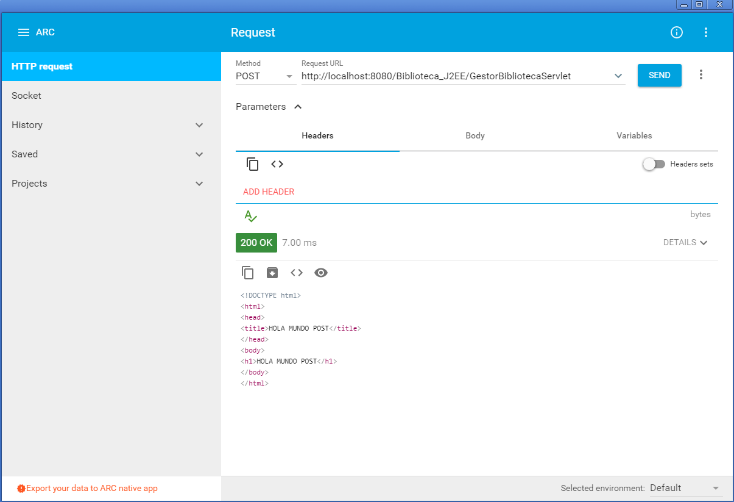 ARC
Request
HTTP request
Socket
History
Saved
Projects
Export your data to ARC native app
Method
POST
Request URL
http://localhost:8080/Biblioteca_J2EE/GestorBibliotecaServlet
SEND
Parameters
Headers
Body
Variables
Headers sets
ADD HEADER
A
bytes
200 OK
7.00 ms
DETAILS
<!DOCTYPE html>
<html>
<head>
<title>HOLA MUNDO POST</title>
</head>
<body>
<h1>HOLA MUNDO POST</h1>
</body>
</html>
Selected environment: Default